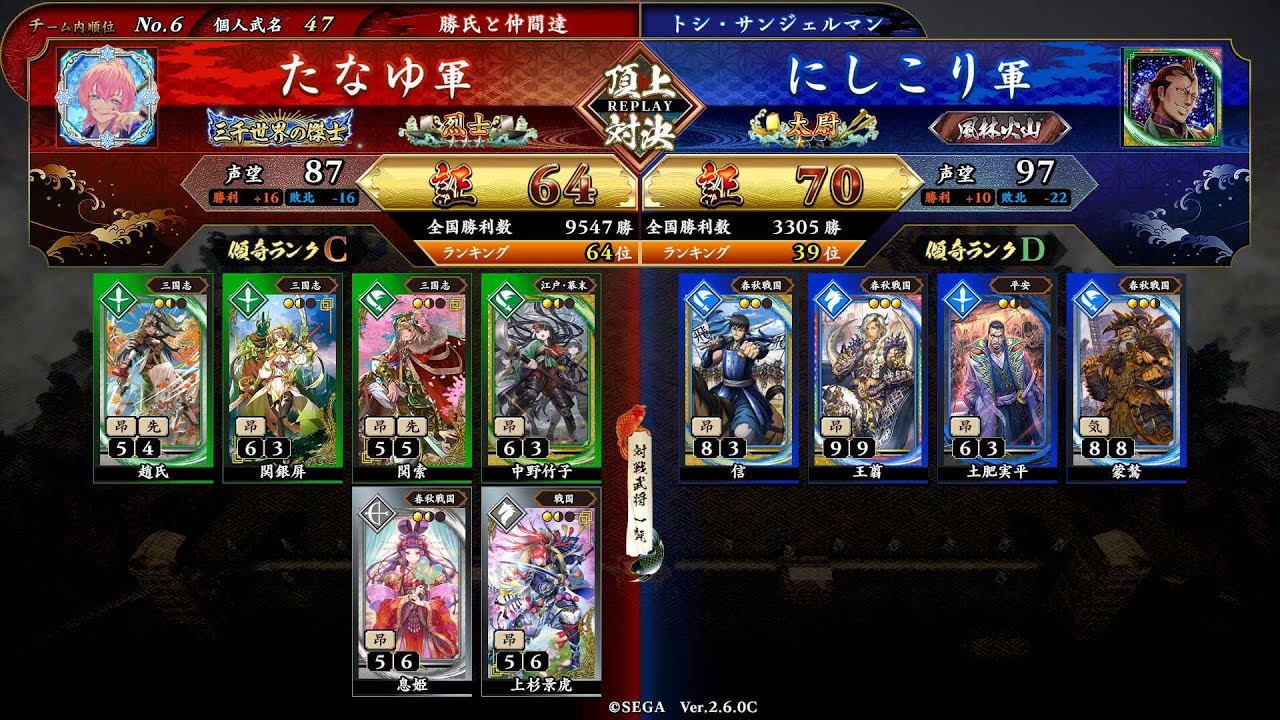 チーム内順位 No.6 個人武名 47
勝氏と仲間達
トシ・サンジェルマン
たなゆ軍
頂上
REPLAY
対決
にしこり軍
三千世界の傑士
烈士
太尉
風林火山
声望 87
勝利 +16 敗北 -16
証 64
証 70
声望 97
勝利 +10 敗北 -22
全国勝利数 9547勝
全国勝利数 3305勝
ランキング 64位
ランキング 39位
傾奇ランクC
傾奇ランクD
三国志
昂 先
5 4
趙氏
三国志
昂
6 3
関銀屏
三国志
昂 先
5 5
関索
江戸・幕末
昂
6 3
中野竹子
春秋戦国
昂
8 3
信
春秋戦国
昂
9 9
王翦
平安
昂
6 3
土肥実平
春秋戦国
気
8 8
蒙驁
対戦武将一覧
春秋戦国
昂
5 6
息姫
戦国
昂
5 6
上杉景虎
©SEGA Ver.2.6.0C